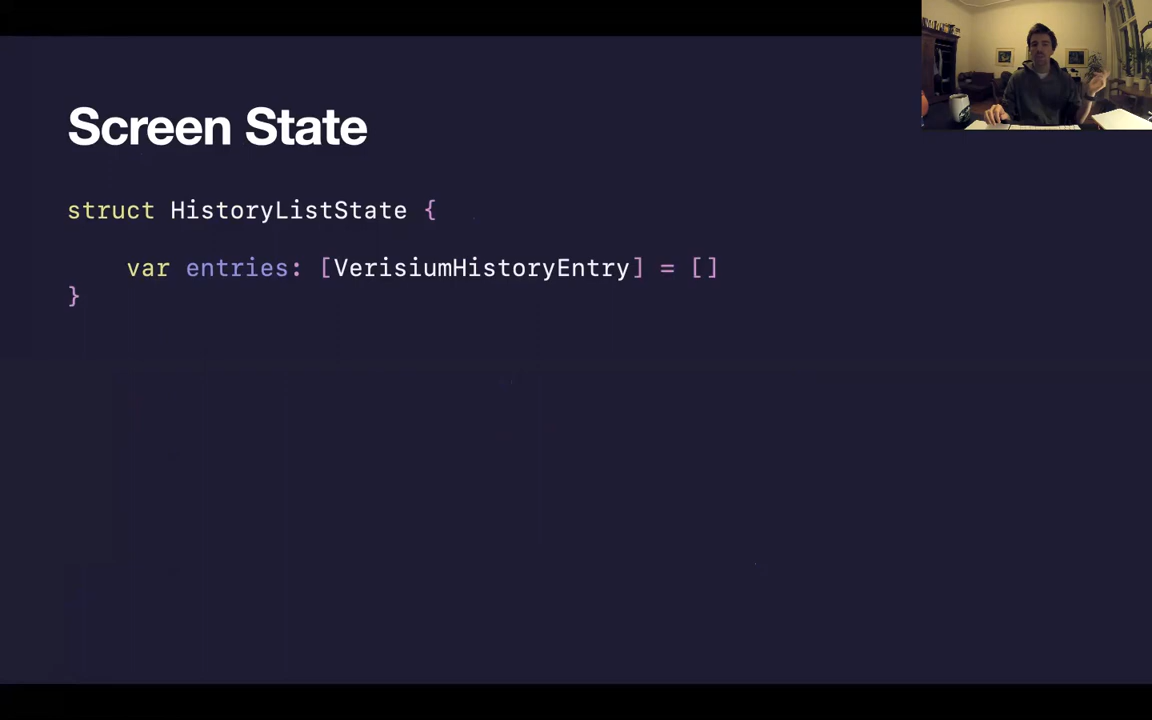 Screen State
struct HistoryListState {
var entries: [VerisiumHistoryEntry] = []
}